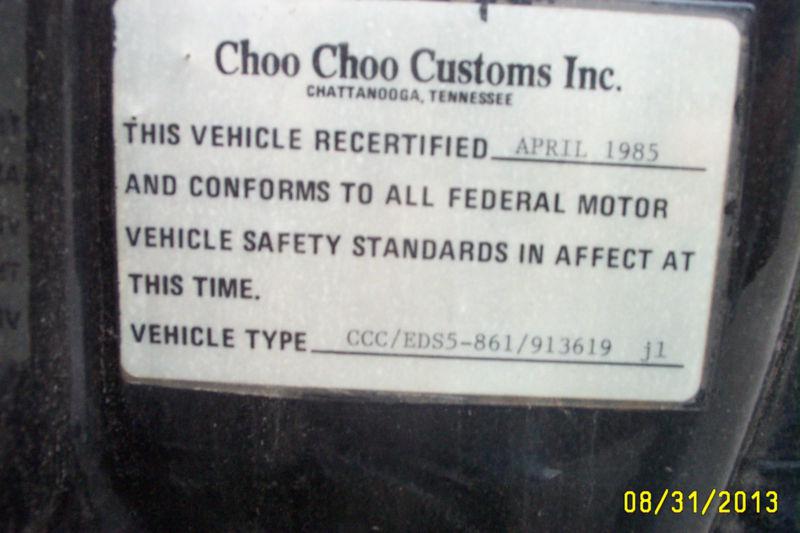 Choo Choo Customs Inc.
CHATTANOOGA, TENNESSEE
THIS VEHICLE RECERTIFIED APRIL 1985
AND CONFORMS TO ALL FEDERAL MOTOR
VEHICLE SAFETY STANDARDS IN AFFECT AT
THIS TIME.
VEHICLE TYPE CCC/EDS5-861/913619 jl
08/31/2013